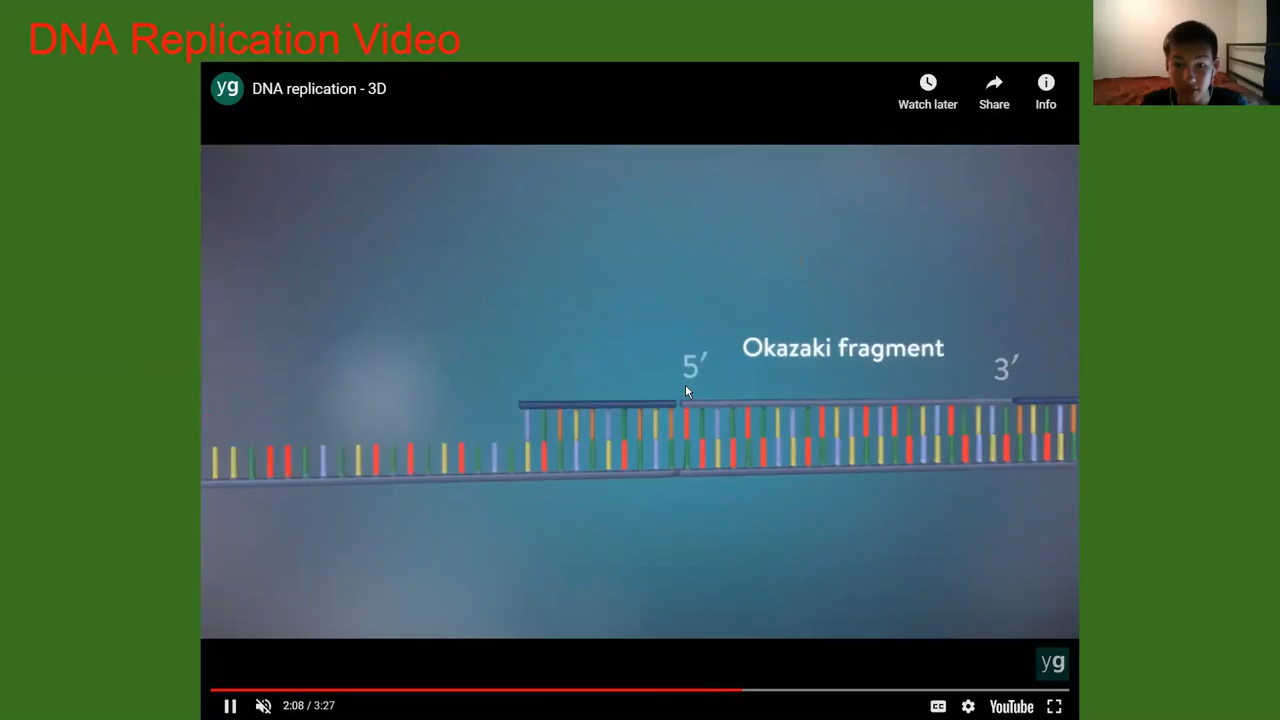 DNA Replication Video
yg
DNA replication - 3D
Watch later
Share
Info
Okazaki fragment
5′
3′
yg
2:08 / 3:27
CC
YouTube